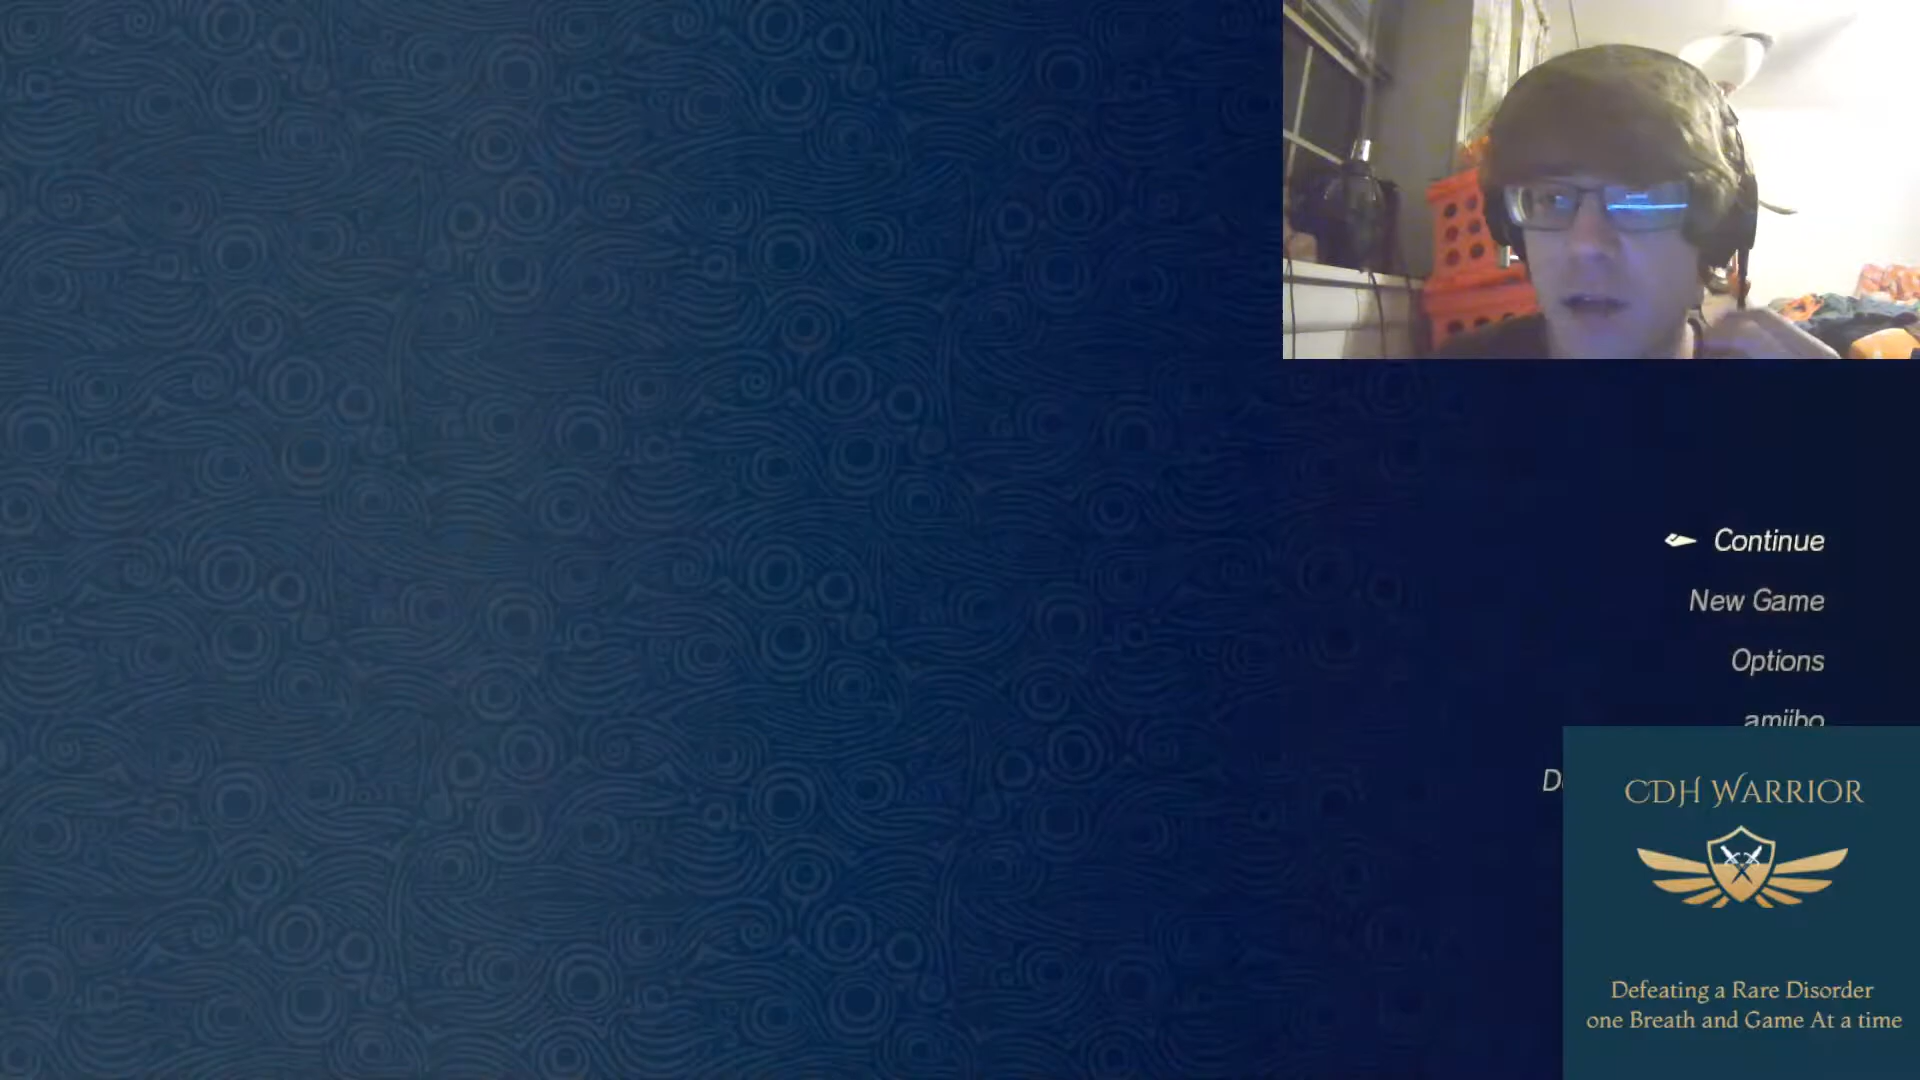 Continue
New Game
Options
amiibo
CDH WARRIOR
Defeating a Rare Disorder
one Breath and Game At a time